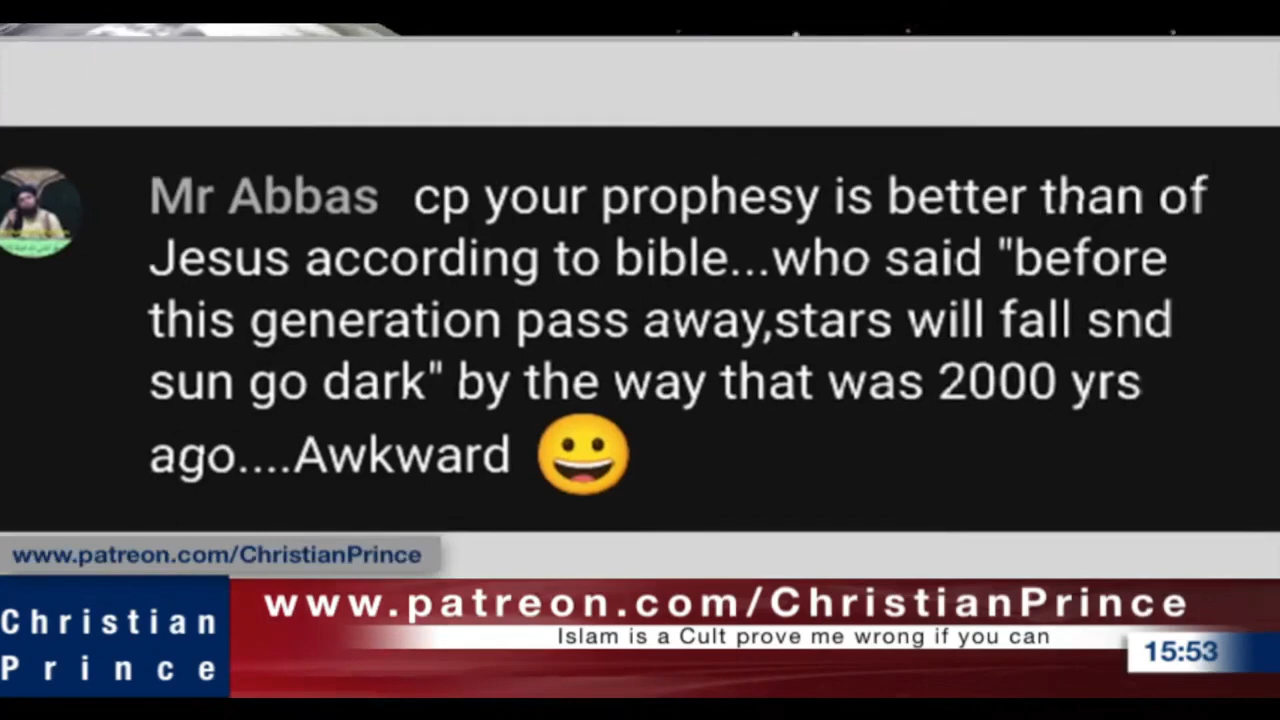 Mr Abbas cp your prophesy is better than of
Jesus according to bible...who said "before
this generation pass away,stars will fall snd
sun go dark" by the way that was 2000 yrs
ago....Awkward 😀
www.patreon.com/ChristianPrince
Christian
Prince
www.patreon.com/ChristianPrince
Islam is a Cult prove me wrong if you can
15:53